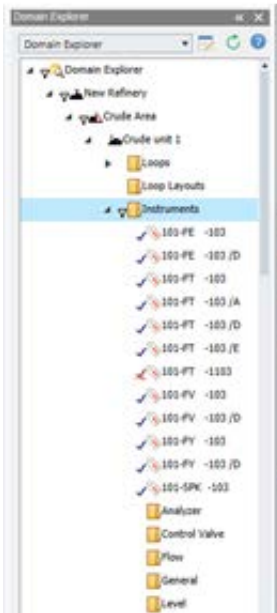 Domain Explorer
Domain Explorer
Domain Explorer
New Refinery
Crude Area
Crude unit 1
Loops
Loop Layouts
Instruments
101-FE -103
101-FE -103 /D
101-FT -103
101-FT -103 /A
101-FT -103 /D
101-FT -103 /E
101-FT -1103
101-FV -103
101-FV -103 /D
101-FY -103
101-FY -103 /D
101-SPK -103
Analyzer
Control Valve
Flow
General
Level